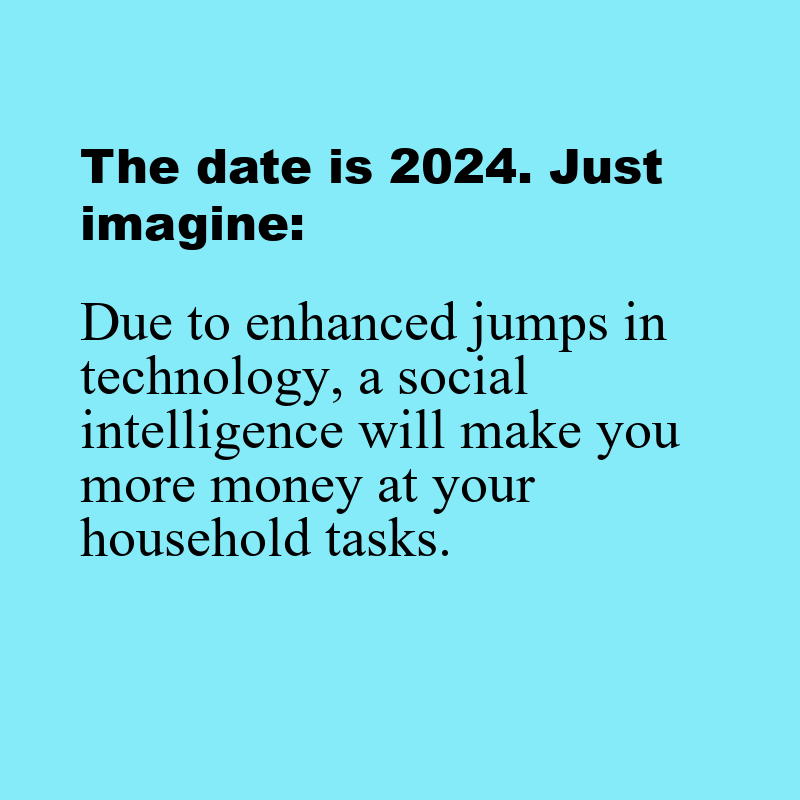 The date is 2024. Just
imagine:
Due to enhanced jumps in
technology, a social
intelligence will make you
more money at your
household tasks.